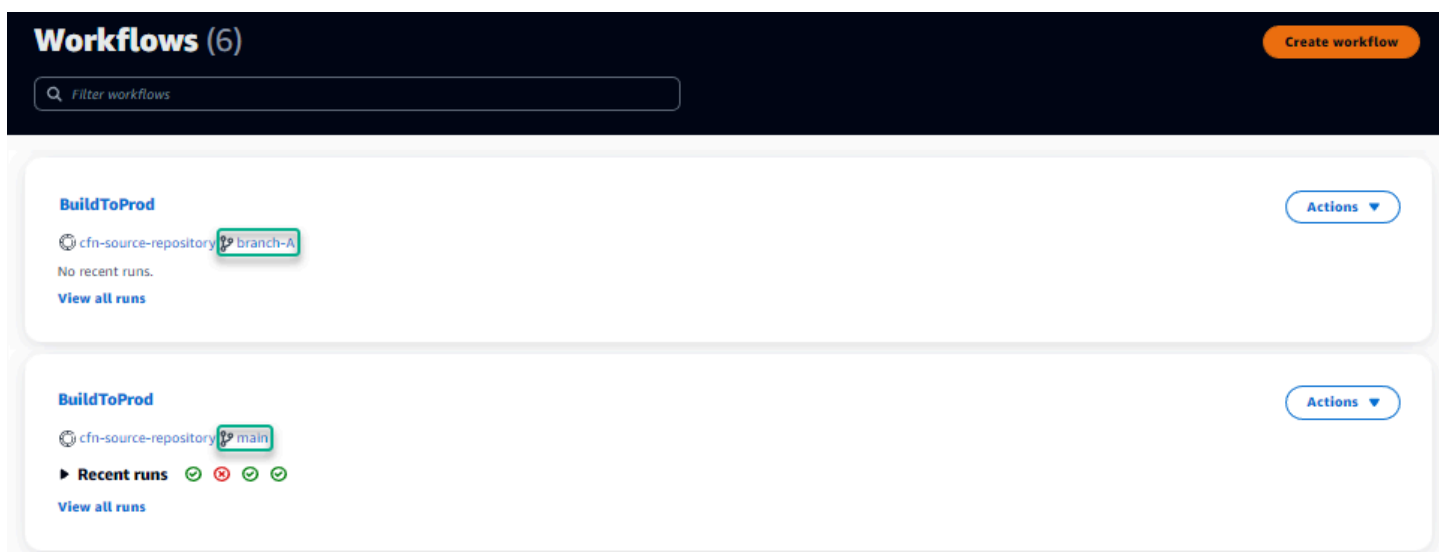 Workflows (6)
Create workflow
Filter workflows
BuildToProd
Actions
cfn-source-repository branch-A
No recent runs.
View all runs
BuildToProd
Actions
cfn-source-repository main
Recent runs
View all runs